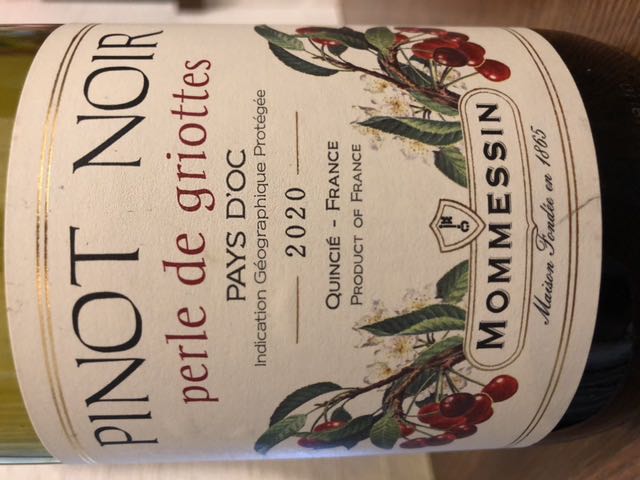 PINOT NOIR
perle de griottes
PAYS D'OC
Indication Géographique Protégée
2020
QUINCIÉ - FRANCE
PRODUCT OF FRANCE
MOMMESSIN
Maison Fondée en 1865